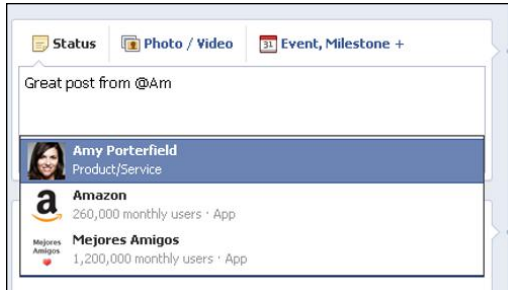 Status Photo / Video 31 Event, Milestone +
Great post from @Am
Amy Porterfield
Product/Service
a
Amazon
260,000 monthly users · App
Mejores Amigos
Mejores Amigos
1,200,000 monthly users · App